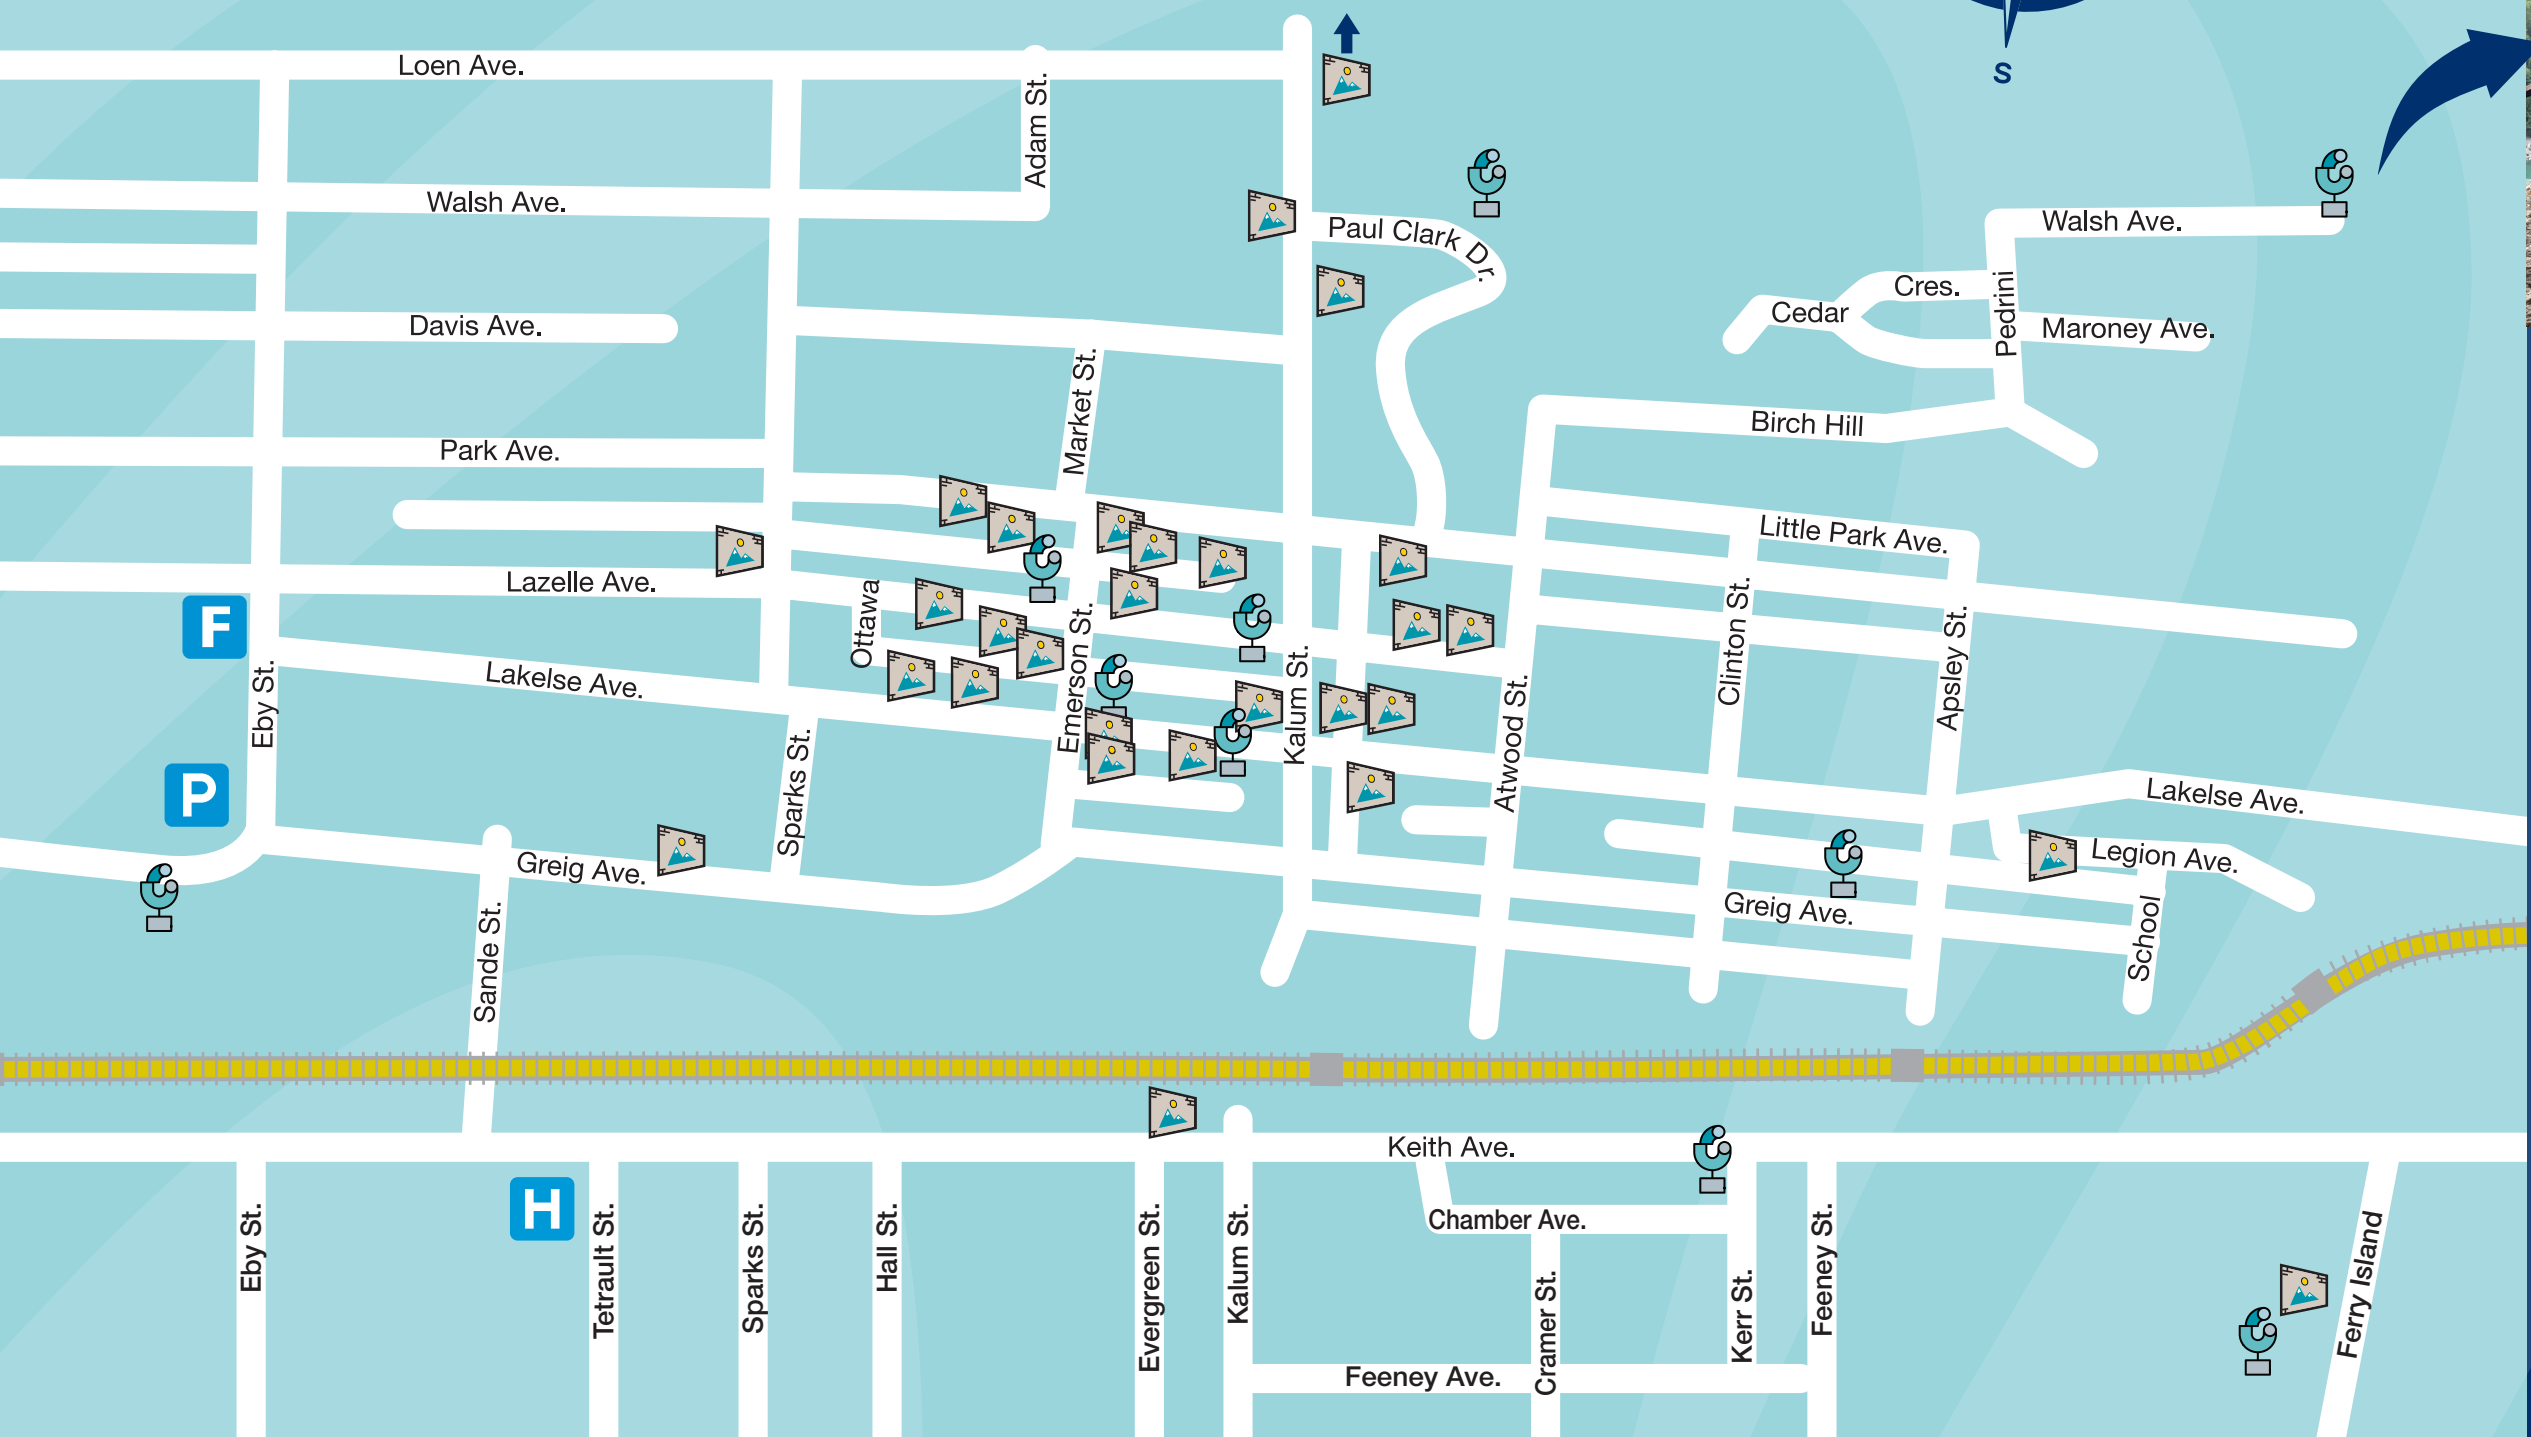 Loen Ave.
Adam St.
S
Walsh Ave.
Paul Clark Dr.
Walsh Ave.
Cres.
Cedar
Pedrini
Maroney Ave.
Davis Ave.
Market St.
Birch Hill
Park Ave.
Little Park Ave.
Lazelle Ave.
Ottawa
F
Emerson St.
Kalum St.
Clinton St.
Apsley St.
Eby St.
Lakelse Ave.
Atwood St.
Sparks St.
P
Lakelse Ave.
Greig Ave.
Legion Ave.
Greig Ave.
School
Sande St.
Keith Ave.
H
Chamber Ave.
Eby St.
Tetrault St.
Sparks St.
Hall St.
Evergreen St.
Kalum St.
Cramer St.
Kerr St.
Feeney St.
Ferry Island
Feeney Ave.